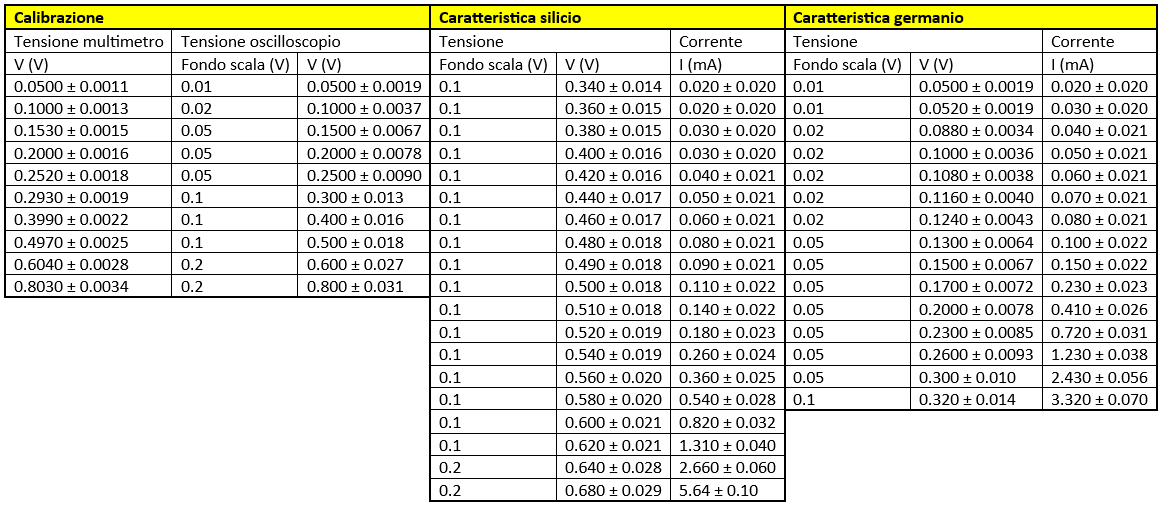 Calibrazione Caratteristica silicio Caratteristica germanio
Tensione multimetro Tensione oscilloscopio Tensione Corrente Tensione Corrente
V (V) Fondo scala (V) V (V) Fondo scala (V) V (V) I (mA) Fondo scala (V) V (V) I (mA)
0.0500 ± 0.0011 0.01 0.0500 ± 0.0019 0.1 0.340 ± 0.014 0.020 ± 0.020 0.01 0.0500 ± 0.0019 0.020 ± 0.020
0.1000 ± 0.0013 0.02 0.1000 ± 0.0037 0.1 0.360 ± 0.015 0.020 ± 0.020 0.01 0.0520 ± 0.0019 0.030 ± 0.020
0.1530 ± 0.0015 0.05 0.1500 ± 0.0067 0.1 0.380 ± 0.015 0.030 ± 0.020 0.02 0.0880 ± 0.0034 0.040 ± 0.021
0.2000 ± 0.0016 0.05 0.2000 ± 0.0078 0.1 0.400 ± 0.016 0.030 ± 0.020 0.02 0.1000 ± 0.0036 0.050 ± 0.021
0.2520 ± 0.0018 0.05 0.2500 ± 0.0090 0.1 0.420 ± 0.016 0.040 ± 0.021 0.02 0.1080 ± 0.0038 0.060 ± 0.021
0.2930 ± 0.0019 0.1 0.300 ± 0.013 0.1 0.440 ± 0.017 0.050 ± 0.021 0.02 0.1160 ± 0.0040 0.070 ± 0.021
0.3990 ± 0.0022 0.1 0.400 ± 0.016 0.1 0.460 ± 0.017 0.060 ± 0.021 0.02 0.1240 ± 0.0043 0.080 ± 0.021
0.4970 ± 0.0025 0.1 0.500 ± 0.018 0.1 0.480 ± 0.018 0.080 ± 0.021 0.05 0.1300 ± 0.0064 0.100 ± 0.022
0.6040 ± 0.0028 0.2 0.600 ± 0.027 0.1 0.490 ± 0.018 0.090 ± 0.021 0.05 0.1500 ± 0.0067 0.150 ± 0.022
0.8030 ± 0.0034 0.2 0.800 ± 0.031 0.1 0.500 ± 0.018 0.110 ± 0.022 0.05 0.1700 ± 0.0072 0.230 ± 0.023
0.1 0.510 ± 0.018 0.140 ± 0.022 0.05 0.2000 ± 0.0078 0.410 ± 0.026
0.1 0.520 ± 0.019 0.180 ± 0.023 0.05 0.2300 ± 0.0085 0.720 ± 0.031
0.1 0.540 ± 0.019 0.260 ± 0.024 0.05 0.2600 ± 0.0093 1.230 ± 0.038
0.1 0.560 ± 0.020 0.360 ± 0.025 0.05 0.300 ± 0.010 2.430 ± 0.056
0.1 0.580 ± 0.020 0.540 ± 0.028 0.1 0.320 ± 0.014 3.320 ± 0.070
0.1 0.600 ± 0.021 0.820 ± 0.032
0.1 0.620 ± 0.021 1.310 ± 0.040
0.2 0.640 ± 0.028 2.660 ± 0.060
0.2 0.680 ± 0.029 5.64 ± 0.10